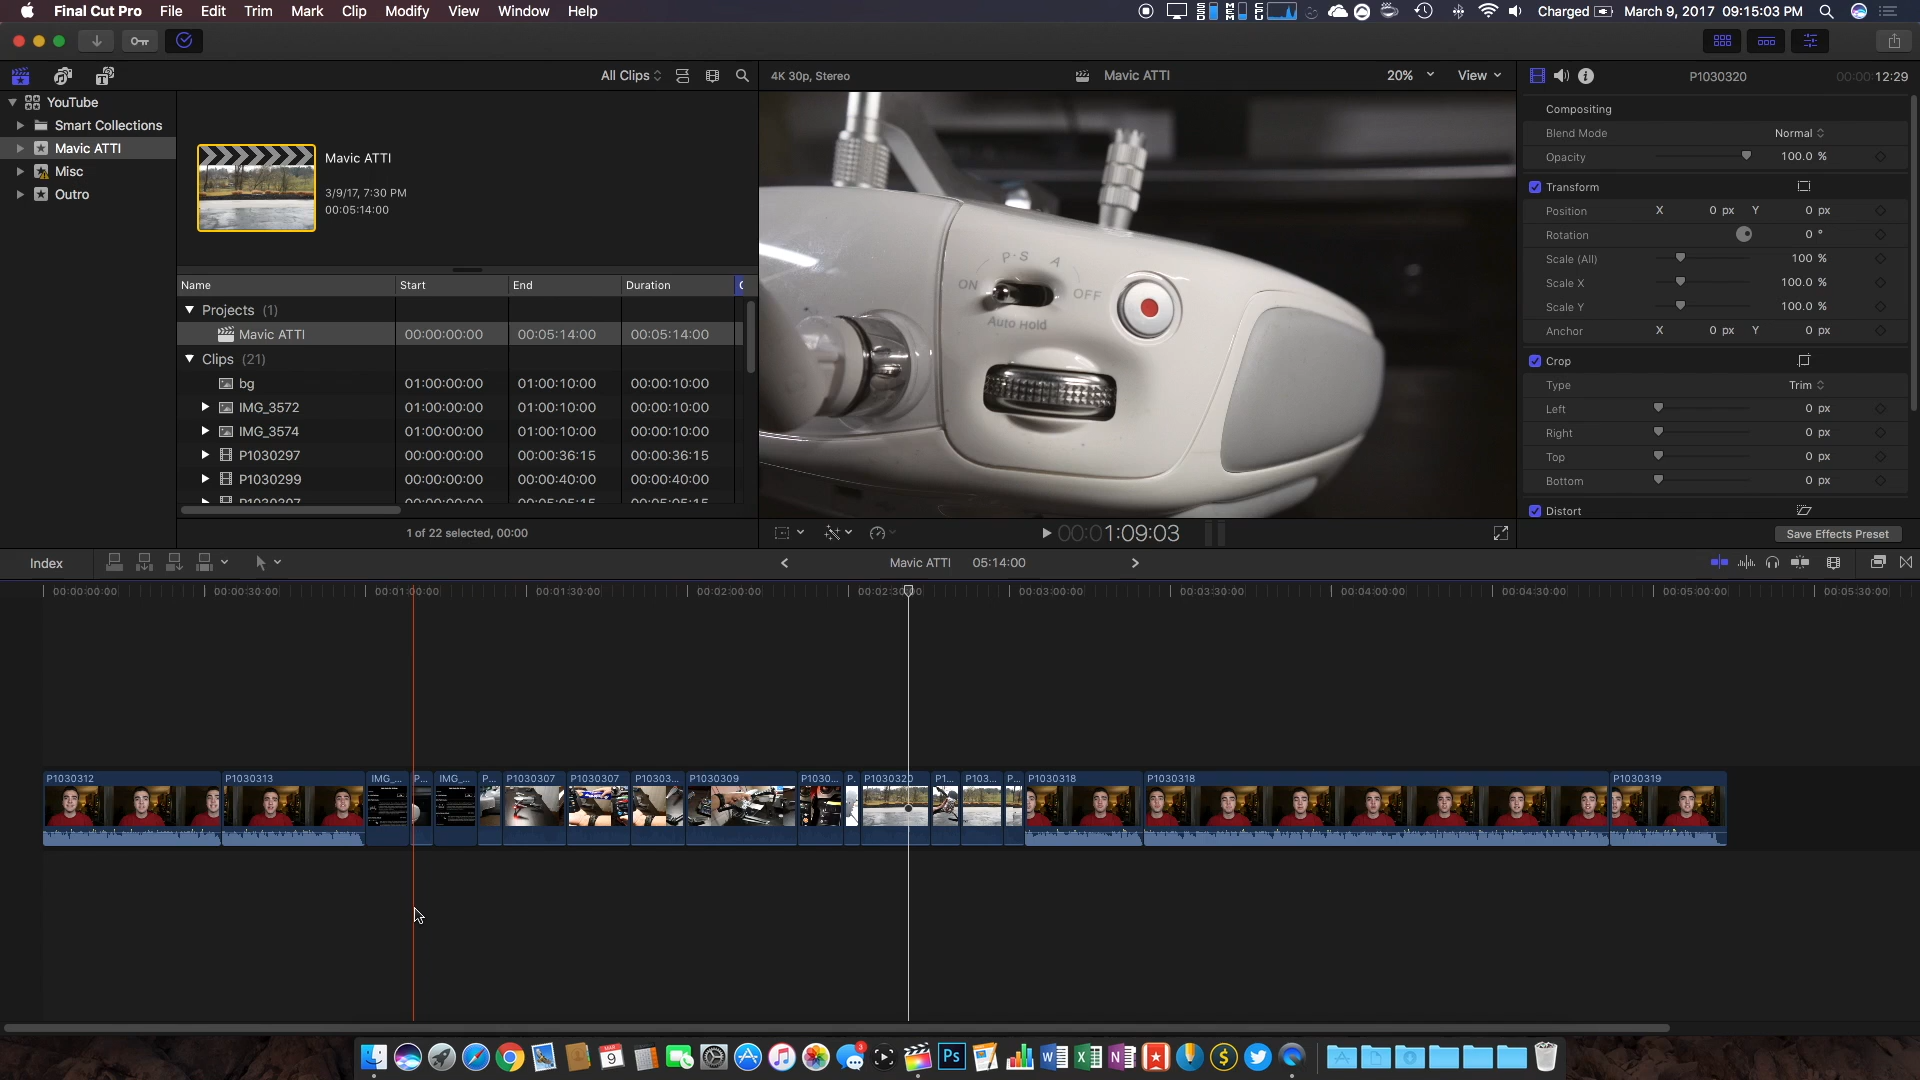 Final Cut Pro File Edit Trim Mark Clip Modify View Window Help Charged March 9, 2017 09:15:03 PM
All Clips 4K 30p, Stereo Mavic ATTI 20% View P1030320 00:00:12:29
YouTube
Smart Collections
Mavic ATTI
Misc
Outro
Mavic ATTI
3/9/17, 7:30 PM
00:05:14:00
Name Start End Duration
Projects (1)
Mavic ATTI 00:00:00:00 00:05:14:00 00:05:14:00
Clips (21)
bg 01:00:00:00 01:00:10:00 00:00:10:00
IMG_3572 01:00:00:00 01:00:10:00 00:00:10:00
IMG_3574 01:00:00:00 01:00:10:00 00:00:10:00
P1030297 00:00:00:00 00:00:36:15 00:00:36:15
P1030299 00:00:00:00 00:00:40:00 00:00:40:00
P1030307 00:00:00:00 00:05:05:15 00:05:05:15
1 of 22 selected, 00:00
P-S A
ON OFF
Auto Hold
00:01:09:03
Compositing
Blend Mode Normal
Opacity 100.0 %
Transform
Position X 0 px Y 0 px
Rotation 0 °
Scale (All) 100 %
Scale X 100.0 %
Scale Y 100.0 %
Anchor X 0 px Y 0 px
Crop
Type Trim
Left 0 px
Right 0 px
Top 0 px
Bottom 0 px
Distort
Save Effects Preset
Index Mavic ATTI 05:14:00
00:00:00:00 00:00:30:00 00:01:00:00 00:01:30:00 00:02:00:00 00:02:30:00 00:03:00:00 00:03:30:00 00:04:00:00 00:04:30:00 00:05:00:00 00:05:30:00
P1030312 P1030313 IMG_... P... IMG_... P... P1030307 P1030307 P10303... P1030309 P1030... P. P1030320 P1... P103... P... P1030318 P1030318 P1030319
MAR
9
3
Ps